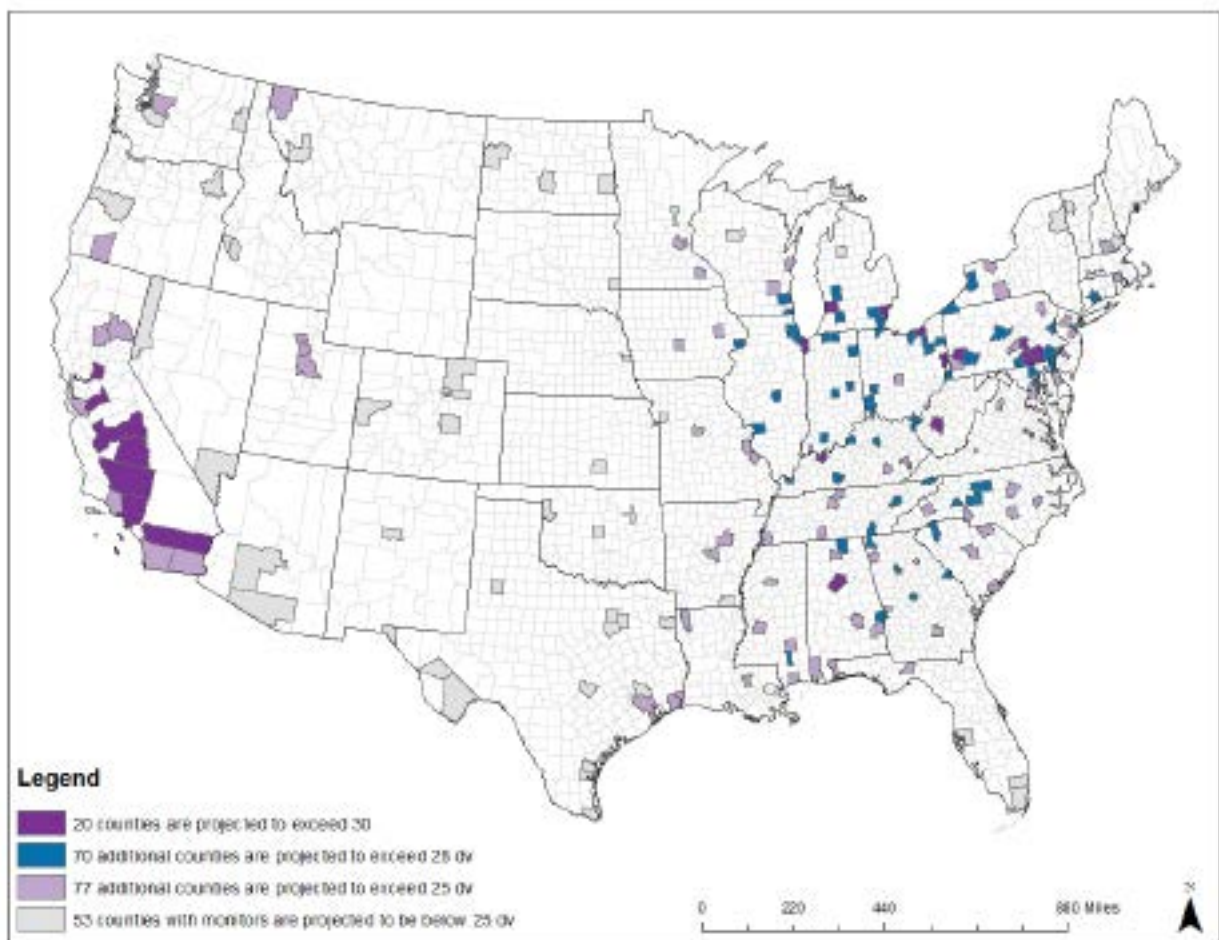 Legend
20 counties are projected to exceed 30
70 additional counties are projected to exceed 28 dv
77 additional counties are projected to exceed 25 dv
53 counties with monitors are projected to be below 25 dv
0 220 440 880 Miles
N